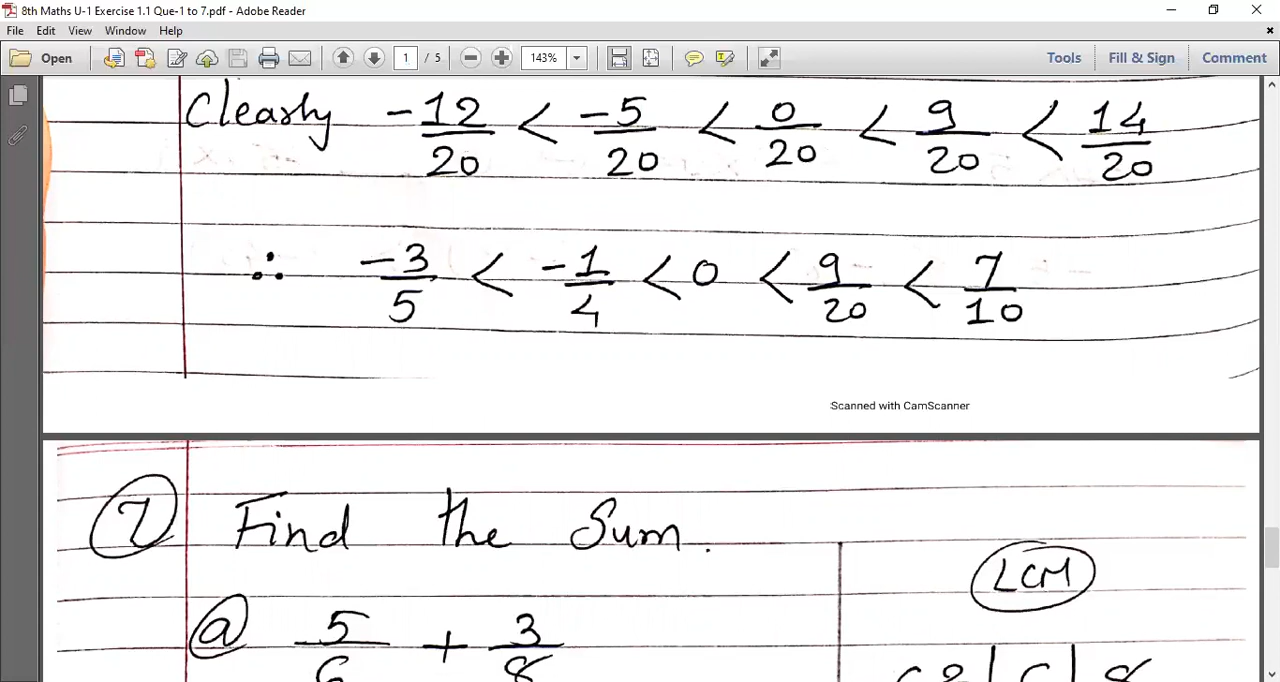 8th Maths U-1 Exercise 1.1 Que-1 to 7.pdf - Adobe Reader
File Edit View Window Help
Open 1 / 5 143% Tools Fill & Sign Comment
Clearly -12/20 < -5/20 < 0/20 < 9/20 < 14/20
∴ -3/5 < -1/4 < 0 < 9/20 < 7/10
Scanned with CamScanner
7 Find the Sum.
LCM
a 5/6 + 3/8